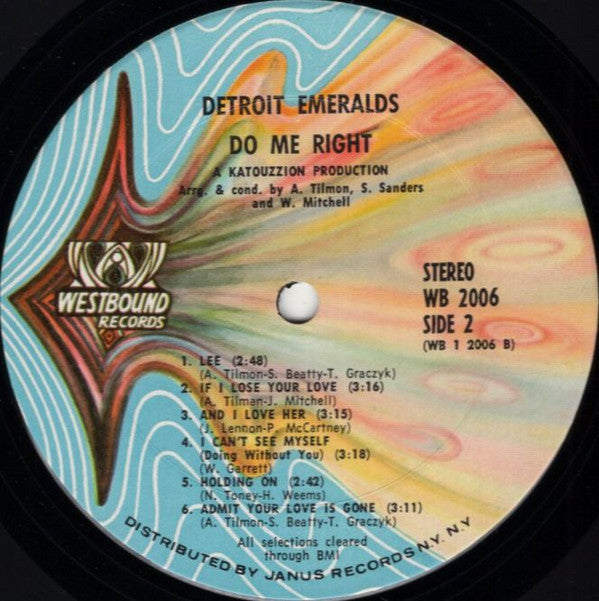 DETROIT EMERALDS
DO ME RIGHT
A KATOUZZION PRODUCTION
Arrg. & cond. by A. Tilmon, S. Sanders
and W. Mitchell
WESTBOUND
RECORDS
STEREO
WB 2006
SIDE 2
(WB 1 2006 B)
1. LEE (2:48)
(A. Tilmon-S. Beatty-T. Graczyk)
2. IF I LOSE YOUR LOVE (3:16)
(A. Tilman-J. Mitchell)
3. AND I LOVE HER (3:15)
(J. Lennon-P. McCartney)
4. I CAN'T SEE MYSELF
(Doing Without You) (3:18)
(W. Garrett)
5. HOLDING ON (2:42)
(N. Toney-H. Weems)
6. ADMIT YOUR LOVE IS GONE (3:11)
(A. Tilmon-S. Beatty-T. Graczyk)
All selections cleared
through BMI
DISTRIBUTED BY JANUS RECORDS N.Y. N.Y